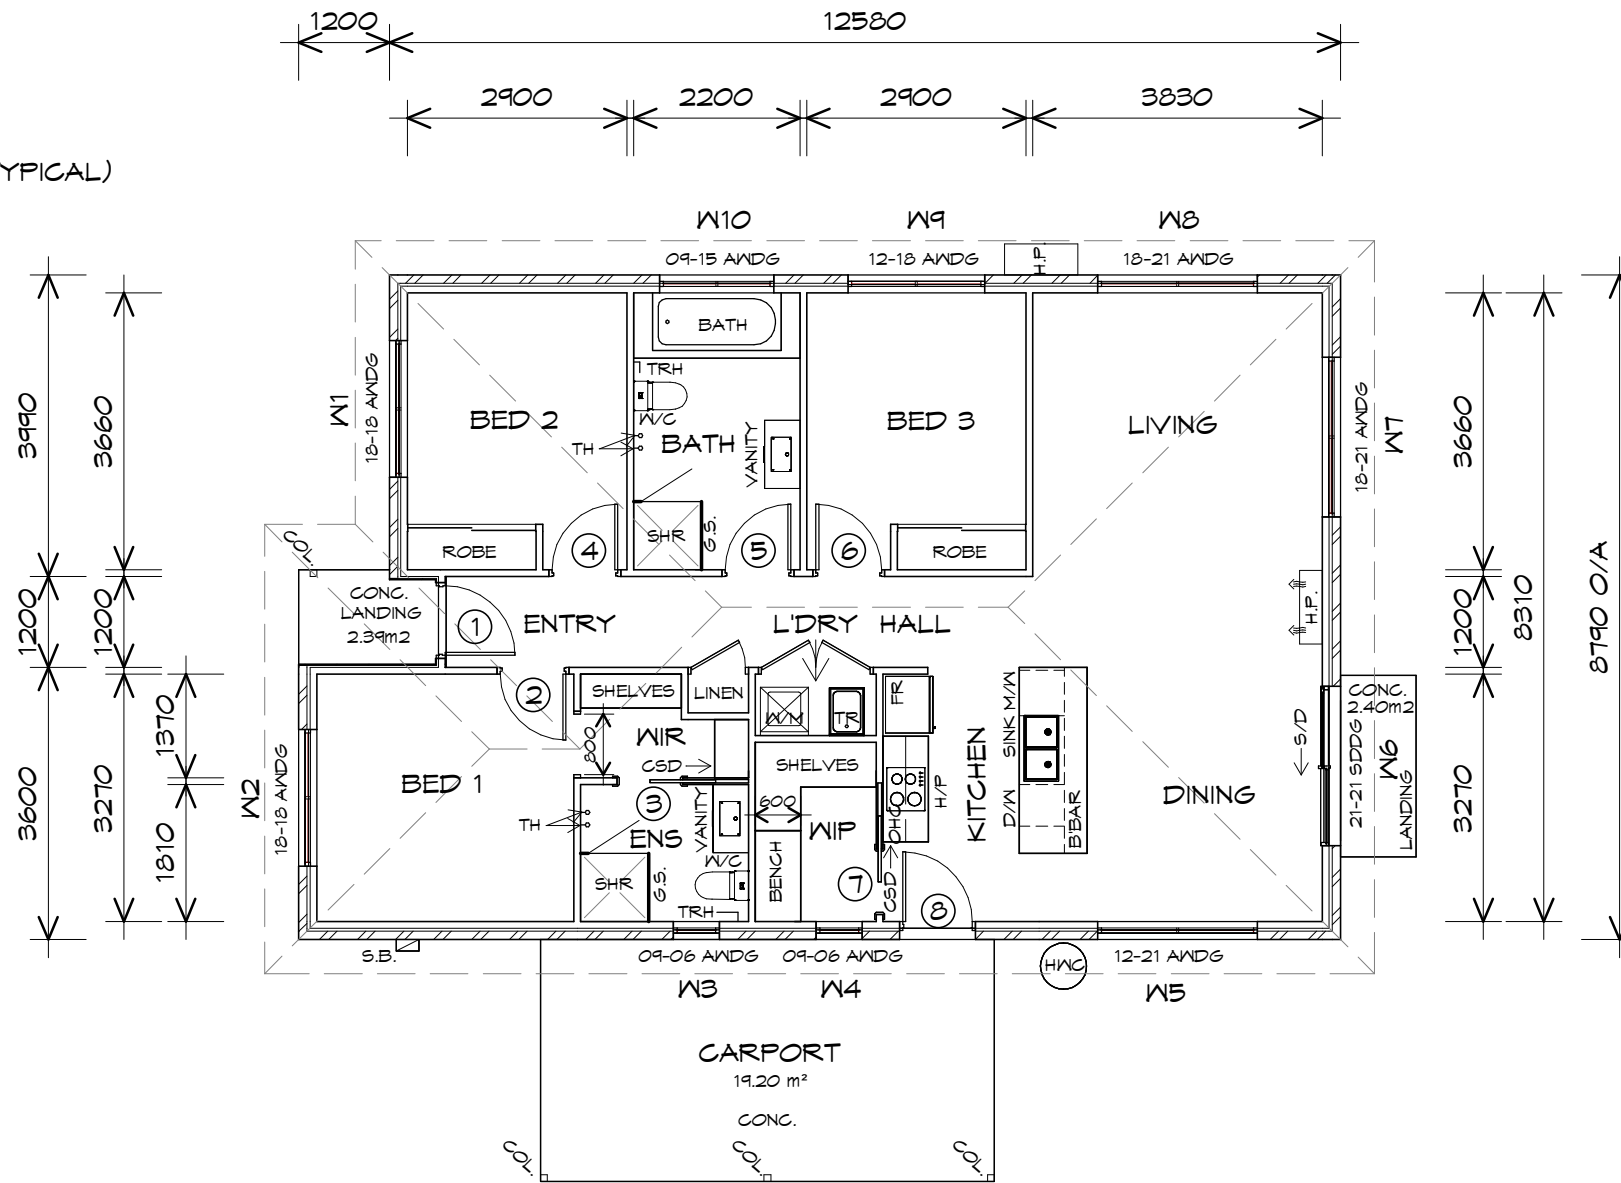 1200
12580
2900
2200
2900
3830
YPICAL)
W10
W9
W8
09-15 AWDG
12-18 AWDG
H.P.
18-21 AWDG
BATH
TRH
W/C
BED 2
TH
BATH
VANITY
BED 3
LIVING
W1
18-18 AWDG
18-21 AWDG
W7
3990
3660
3660
SHR
G.S.
ROBE
4
5
6
ROBE
COL.
CONC.
LANDING
2.39m2
1
ENTRY
L'DRY HALL
H.P.
1200
1200
1200
8310
8790 O/A
2
SHELVES
LINEN
W/M
TR
FR
SINK M/W
CONC.
2.40m2
1370
800
WIR
CSD
SHELVES
KITCHEN
S/D
21-21 SDDG
W6
LANDING
BED 1
W2
18-18 AWDG
3600
3270
1810
3
TH
ENS
VANITY
600
WIP
H/P
OHC
D/W
B'BAR
DINING
3270
W/C
SHR
G.S.
BENCH
7
CSD
8
TRH
S.B.
09-06 AWDG
09-06 AWDG
HWC
12-21 AWDG
W3
W4
W5
CARPORT
19.20 m²
CONC.
COL.
COL.
COL.